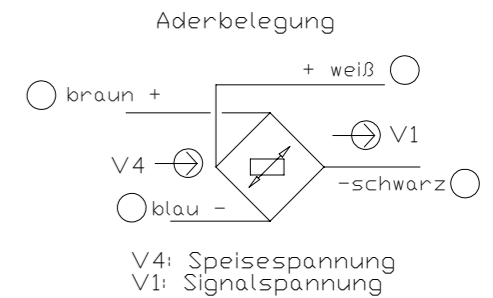 Aderbelegung
+ weiß
braun +
V1
V4
-schwarz
blau -
V4: Speisespannung
V1: Signalspannung